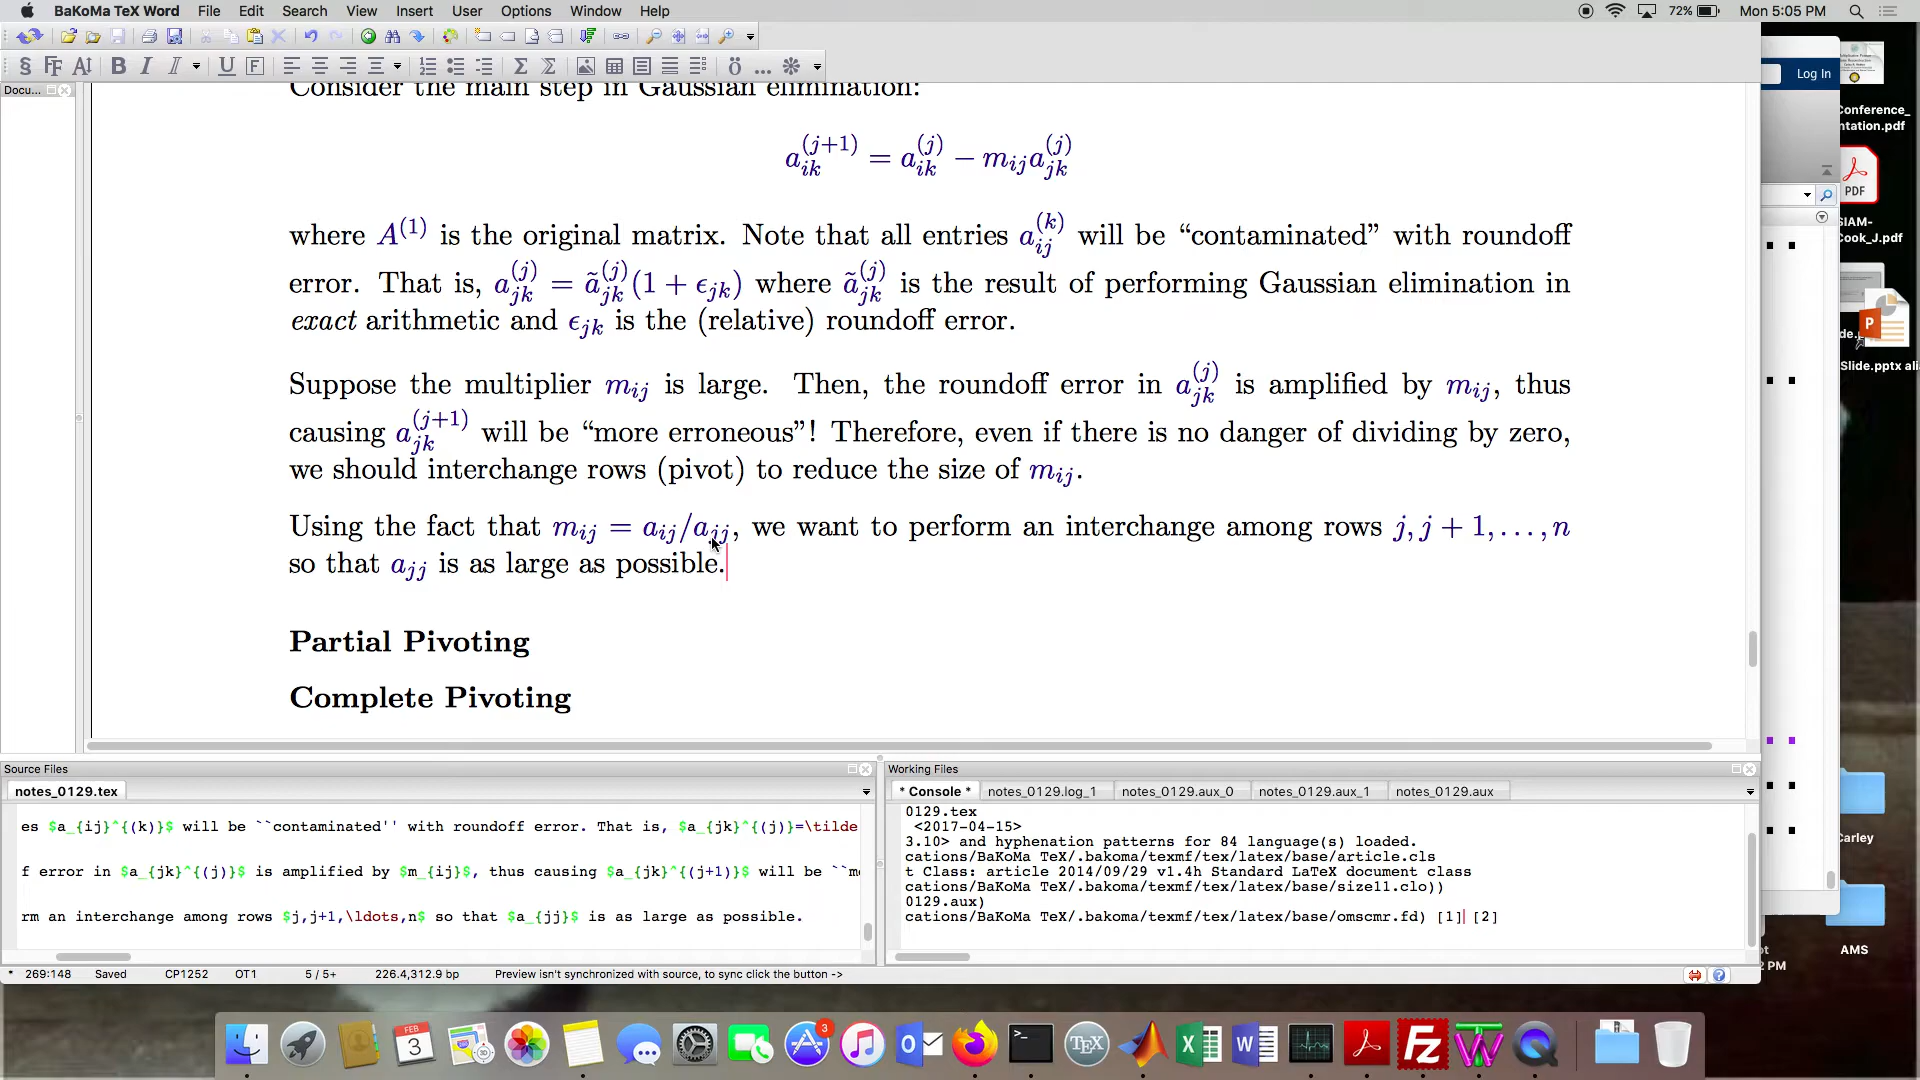 BaKoMa TeX Word File Edit Search View Insert User Options Window Help 72% Mon 5:05 PM
Docu...
Log In
Consider the main step in Gaussian elimination:
a_{ik}^{(j+1)} = a_{ik}^{(j)} − m_{ij}a_{jk}^{(j)}
where A^{(1)} is the original matrix. Note that all entries a_{ij}^{(k)} will be “contaminated” with roundoff
error. That is, a_{jk}^{(j)} = ã_{jk}^{(j)}(1 + ϵ_{jk}) where ã_{jk}^{(j)} is the result of performing Gaussian elimination in
exact arithmetic and ϵ_{jk} is the (relative) roundoff error.
Suppose the multiplier m_{ij} is large. Then, the roundoff error in a_{jk}^{(j)} is amplified by m_{ij}, thus
causing a_{jk}^{(j+1)} will be “more erroneous”! Therefore, even if there is no danger of dividing by zero,
we should interchange rows (pivot) to reduce the size of m_{ij}.
Using the fact that m_{ij} = a_{ij}/a_{jj}, we want to perform an interchange among rows j, j + 1, . . . , n
so that a_{jj} is as large as possible.
Partial Pivoting
Complete Pivoting
Conference_
ntation.pdf
PDF
SIAM-
Cook_J.pdf
Slide.pptx ali
Carley
AMS
2 PM
Source Files
notes_0129.tex
es $a_{ij}^{(k)}$ will be ``contaminated'' with roundoff error. That is, $a_{jk}^{(j)}=\tilde
f error in $a_{jk}^{(j)}$ is amplified by $m_{ij}$, thus causing $a_{jk}^{(j+1)}$ will be ``mo
rm an interchange among rows $j,j+1,\ldots,n$ so that $a_{jj}$ is as large as possible.
Working Files
* Console * notes_0129.log_1 notes_0129.aux_0 notes_0129.aux_1 notes_0129.aux
0129.tex
<2017-04-15>
3.10> and hyphenation patterns for 84 language(s) loaded.
cations/BaKoMa TeX/.bakoma/texmf/tex/latex/base/article.cls
t Class: article 2014/09/29 v1.4h Standard LaTeX document class
cations/BaKoMa TeX/.bakoma/texmf/tex/latex/base/size11.clo))
0129.aux)
cations/BaKoMa TeX/.bakoma/texmf/tex/latex/base/omscmr.fd) [1] [2]
* 269:148 Saved CP1252 OT1 5 / 5+ 226.4,312.9 bp Preview isn't synchronized with source, to sync click the button ->
FEB
3
3
TEX